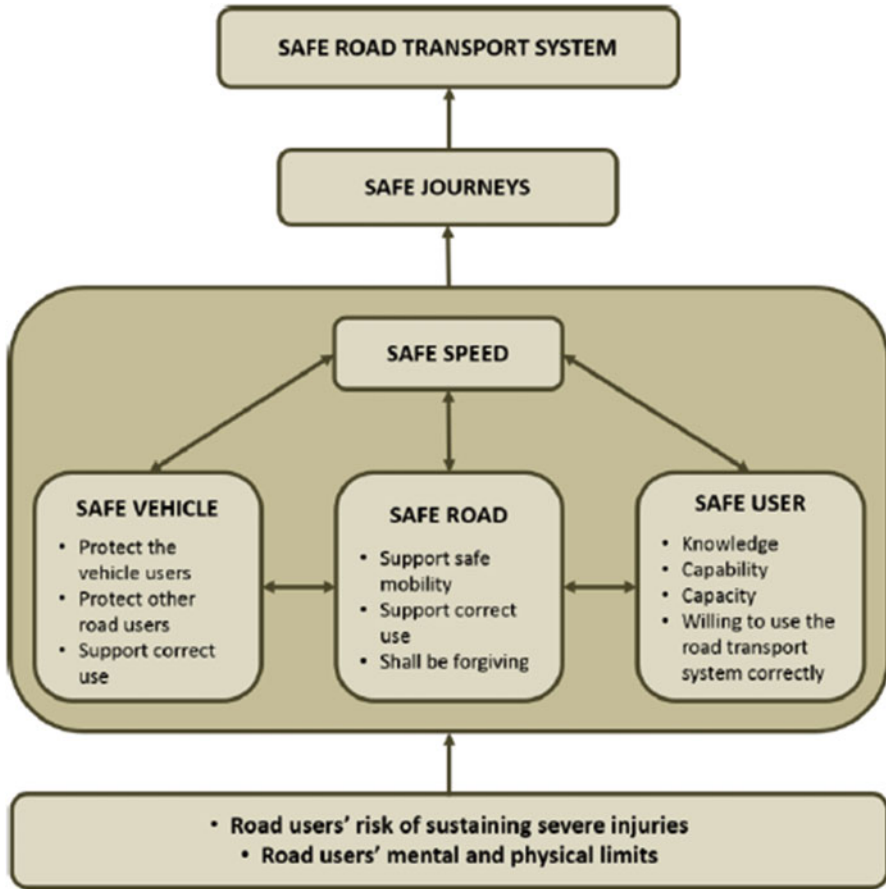 SAFE ROAD TRANSPORT SYSTEM
SAFE JOURNEYS
SAFE SPEED
SAFE VEHICLE
• Protect the
vehicle users
• Protect other
road users
• Support correct
use
SAFE ROAD
• Support safe
mobility
• Support correct
use
• Shall be forgiving
SAFE USER
• Knowledge
• Capability
• Capacity
• Willing to use the
road transport
system correctly
• Road users' risk of sustaining severe injuries
• Road users' mental and physical limits